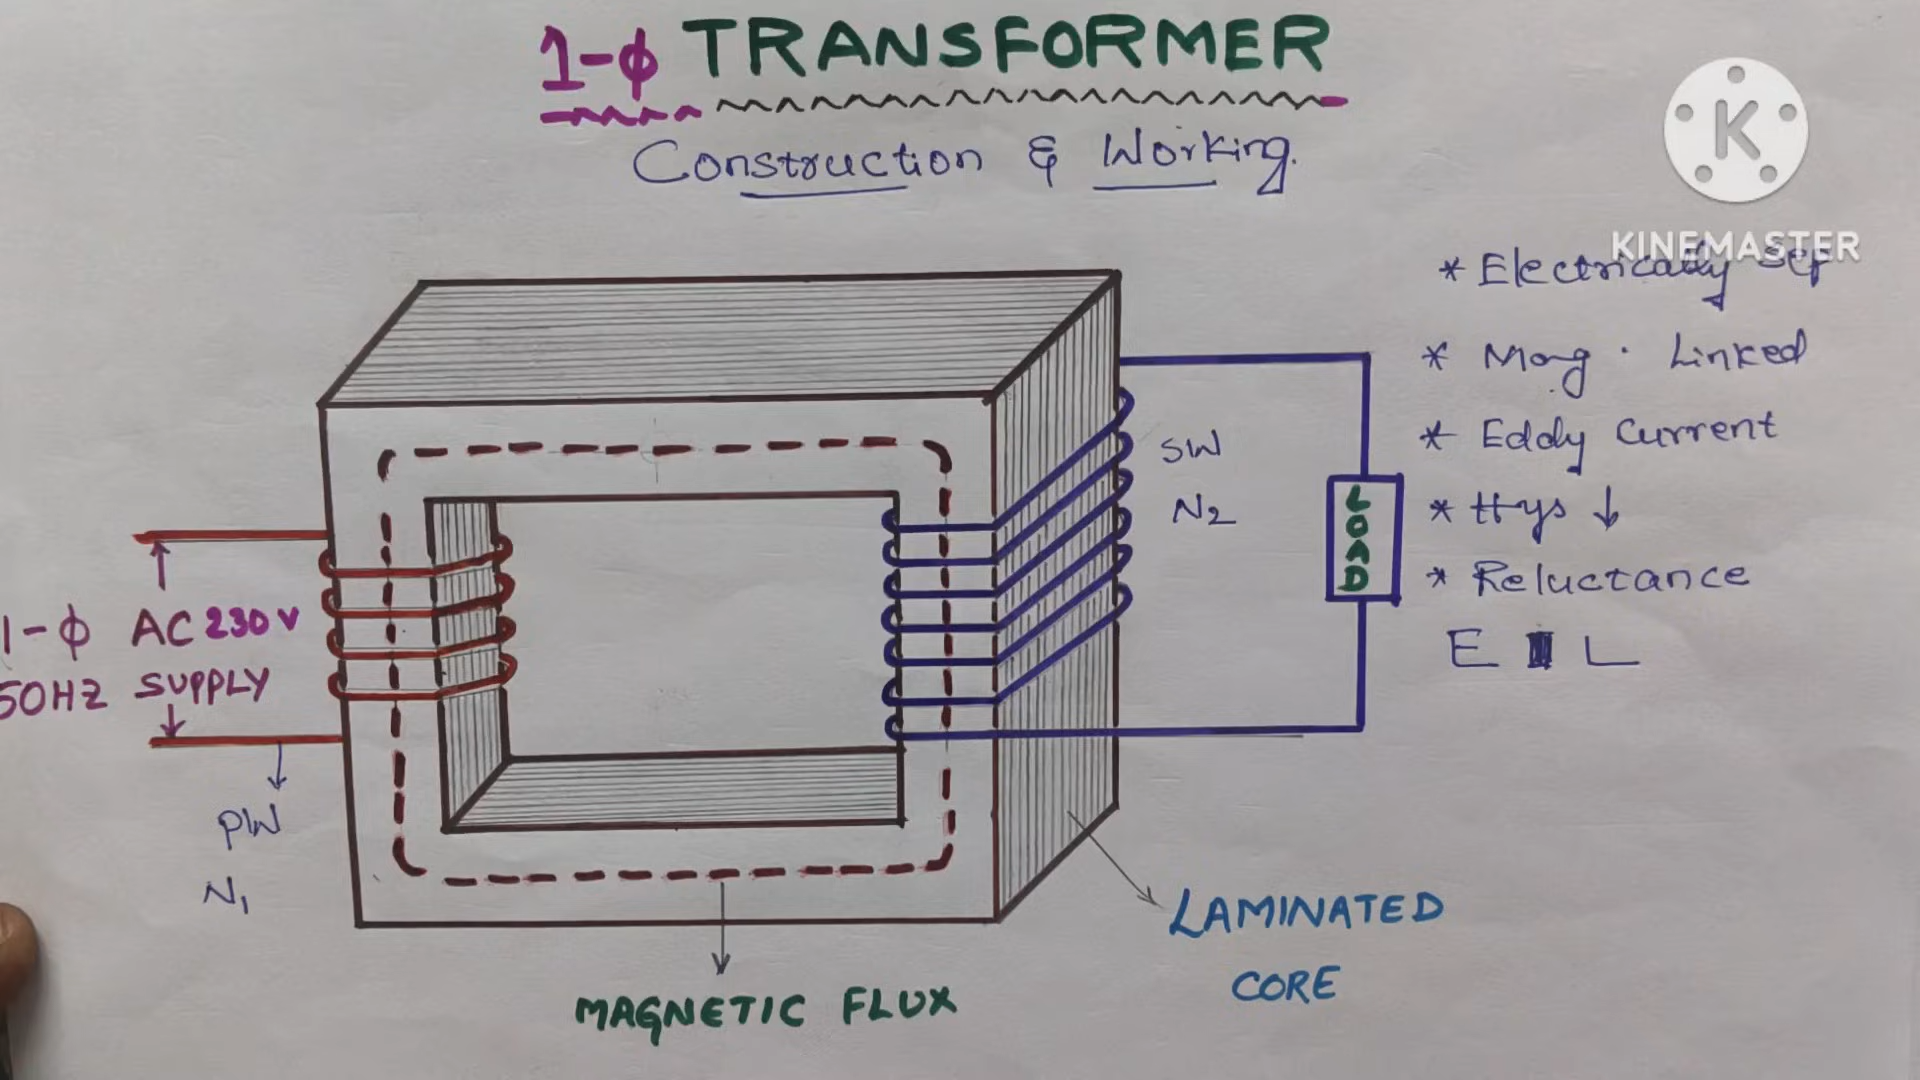 1-φ TRANSFORMER
Construction & Working.
K
KINEMASTER
* Electrically Sep
* Mag. Linked
* Eddy Current
* Hys ↓
* Reluctance
E I L
SW
N2
LOAD
1-φ AC 230V
50HZ SUPPLY
PW
N1
LAMINATED
CORE
MAGNETIC FLUX